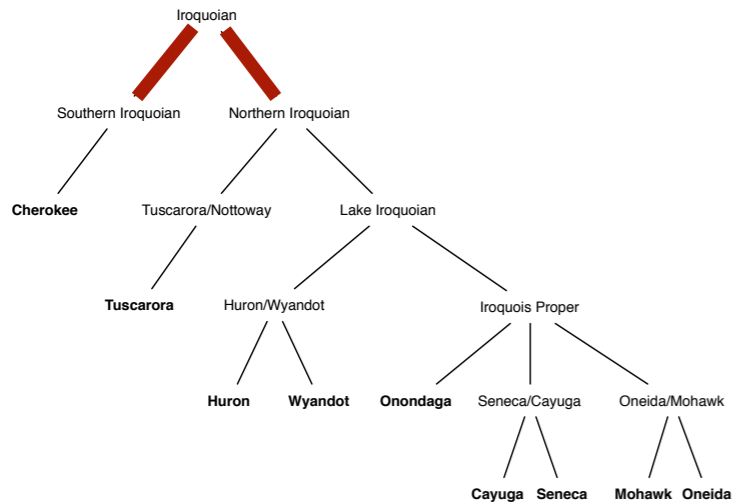 Iroquoian
Southern Iroquoian
Northern Iroquoian
Cherokee
Tuscarora/Nottoway
Lake Iroquoian
Tuscarora
Huron/Wyandot
Iroquois Proper
Huron
Wyandot
Onondaga
Seneca/Cayuga
Oneida/Mohawk
Cayuga
Seneca
Mohawk
Oneida